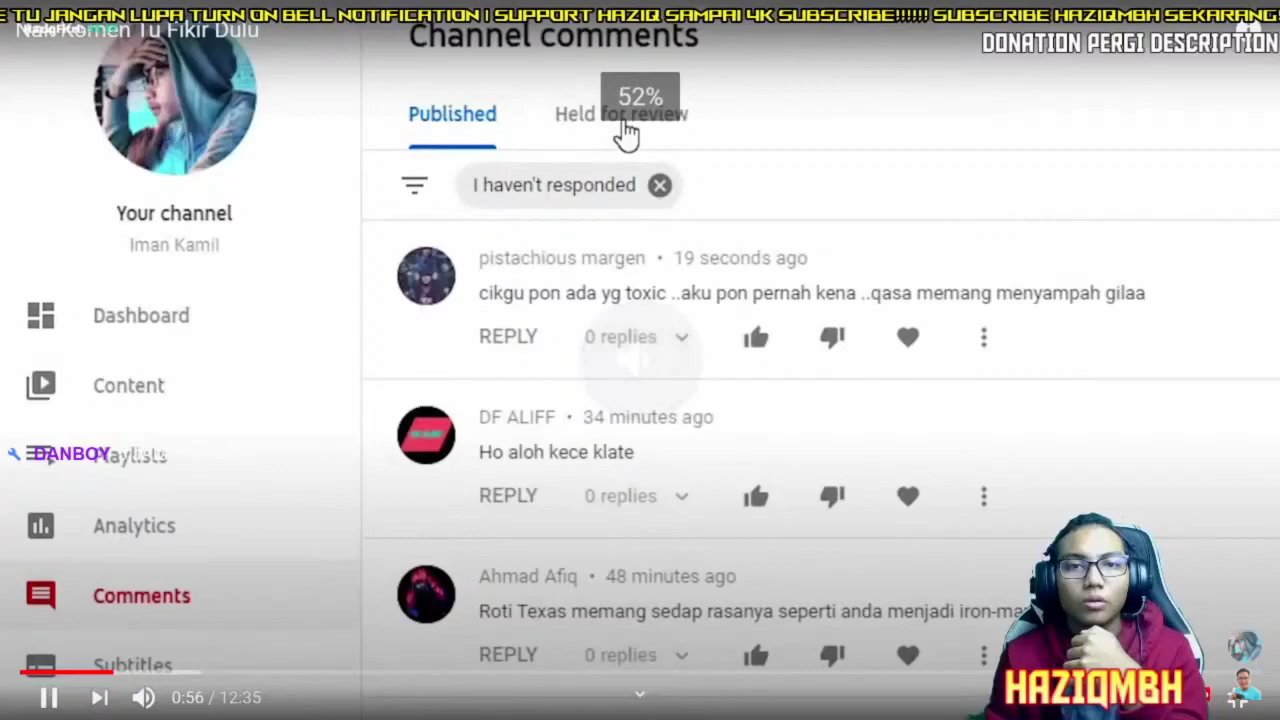 E TU JANGAN LUPA TURN ON BELL NOTIFICATION | SUPPORT HAZIQ SAMPAI 4K SUBSCRIBE!!!!!! SUBSCRIBE HAZIQMBH SEKARANG
Nak Komen Tu Fikir Dulu
DONATION PERGI DESCRIPTION
Channel comments
52%
Published
Held for review
I haven't responded
Your channel
Iman Kamil
pistachious margen • 19 seconds ago
cikgu pon ada yg toxic ..aku pon pernah kena ..qasa memang menyampah gilaa
REPLY
0 replies
Dashboard
Content
DF ALIFF • 34 minutes ago
Ho aloh kece klate
REPLY
0 replies
DANBOY
Playlists
Analytics
Comments
Subtitles
Ahmad Afiq • 48 minutes ago
Roti Texas memang sedap rasanya seperti anda menjadi iron-ma
REPLY
0 replies
HAZIQMBH
0:56 / 12:35